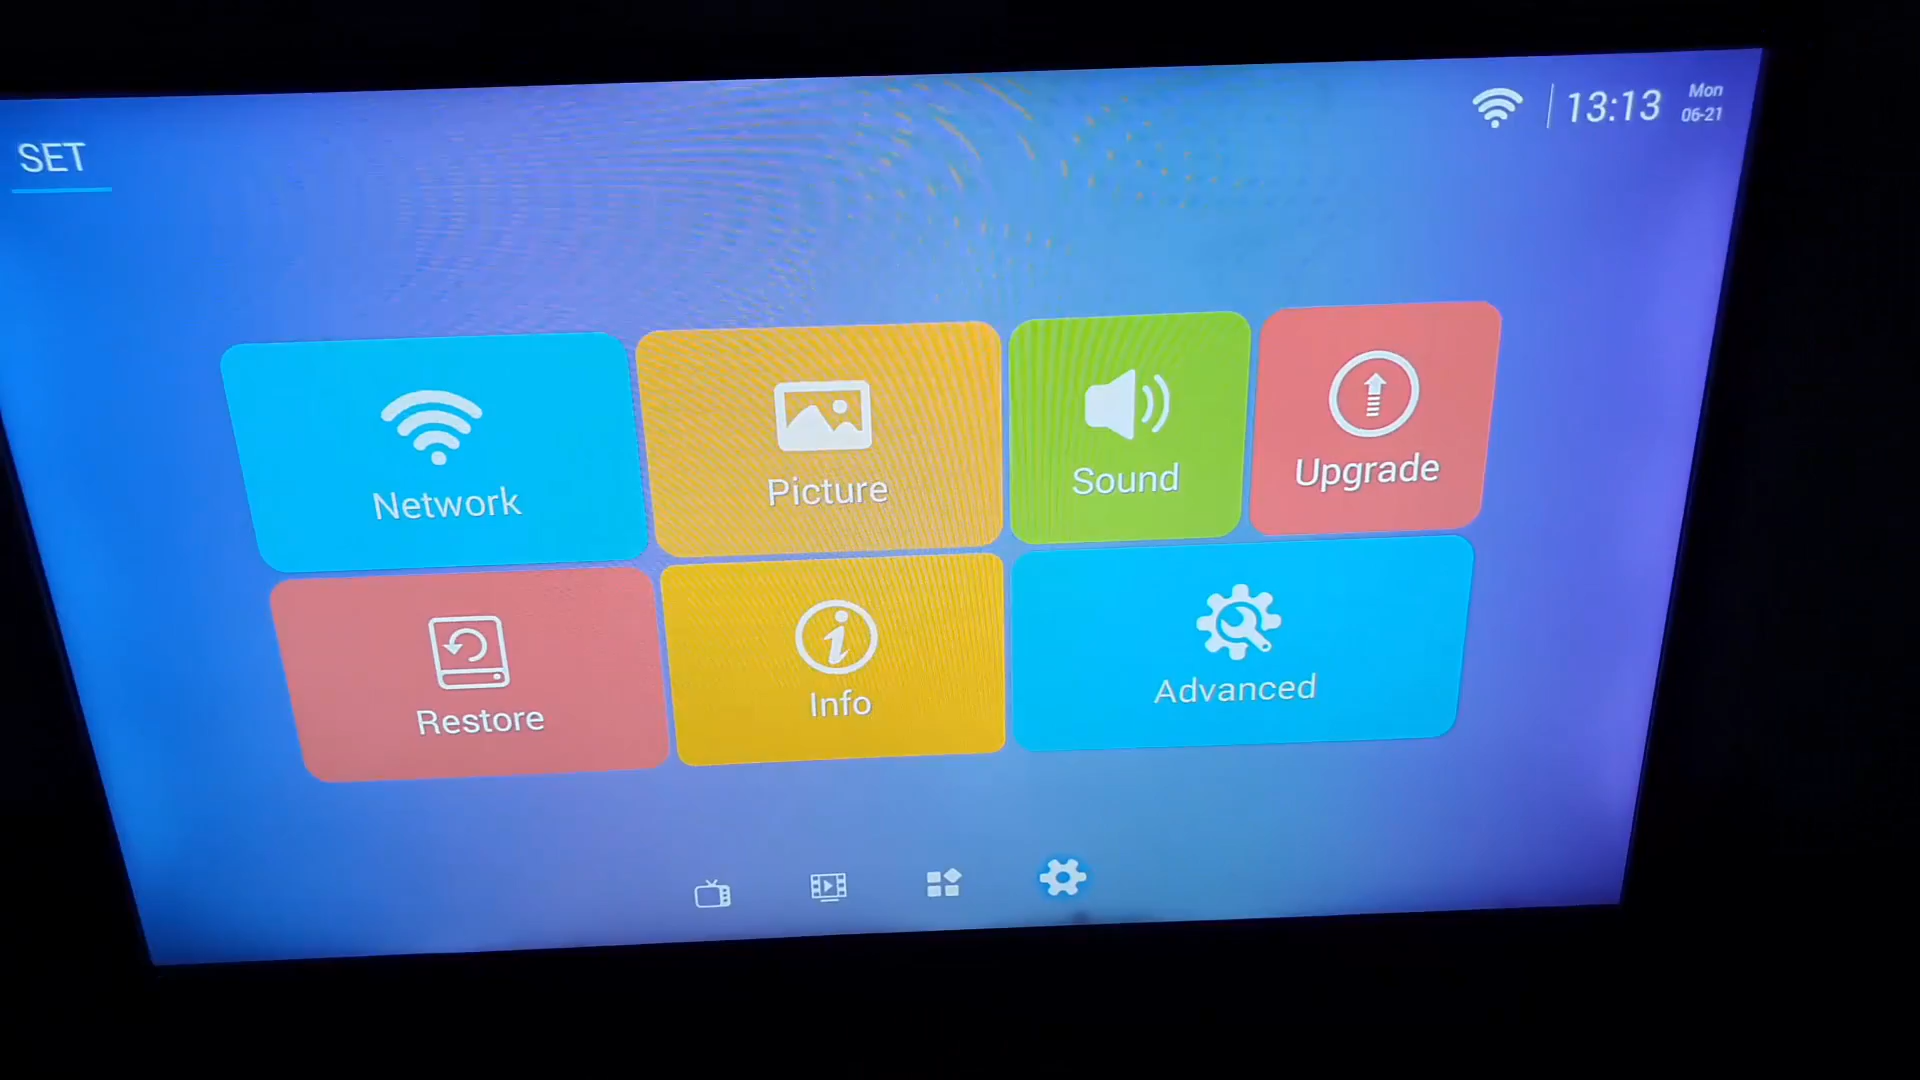 SET
13:13
Mon
06-21
Network
Picture
Sound
Upgrade
Restore
Info
Advanced